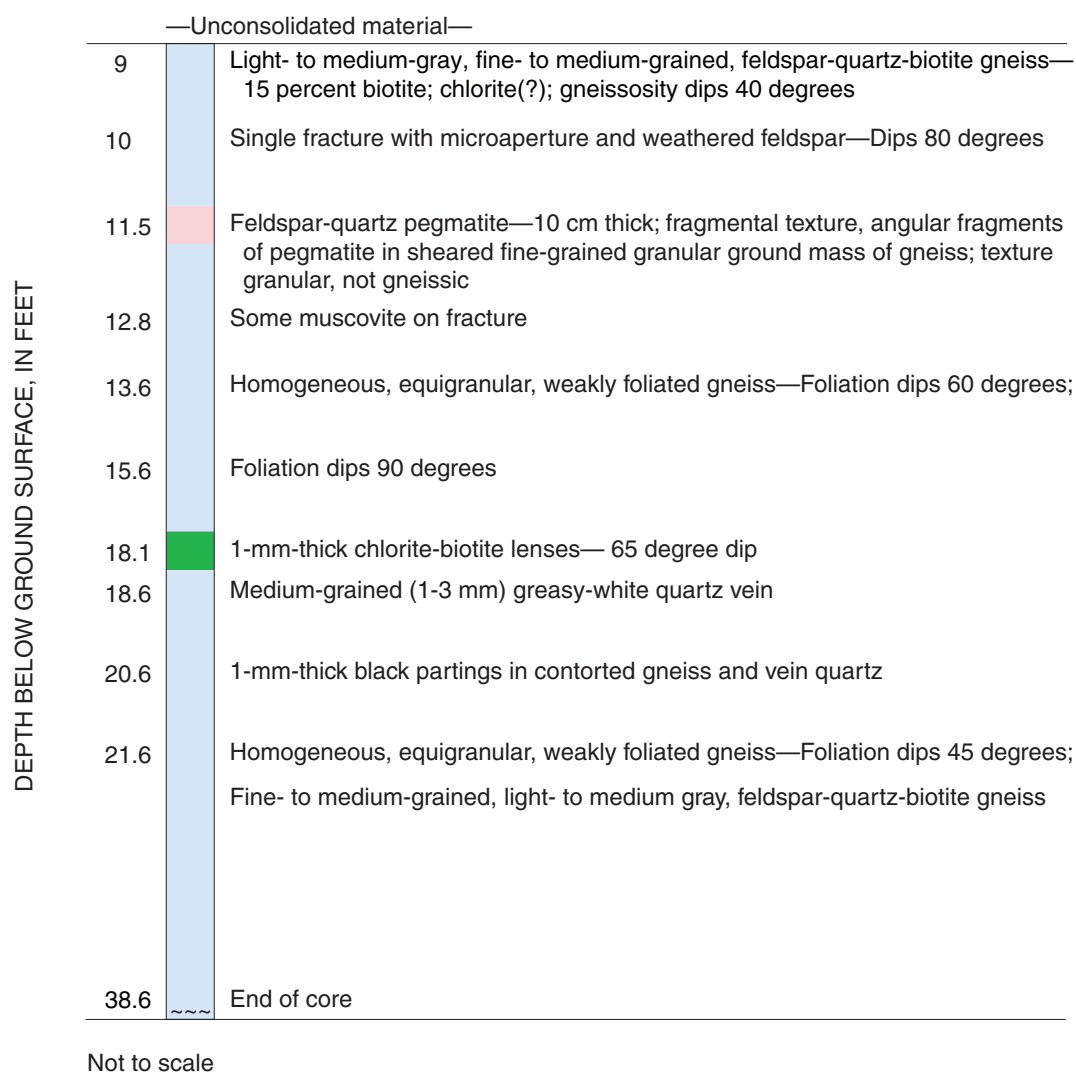 —Unconsolidated material—
DEPTH BELOW GROUND SURFACE, IN FEET
9 Light- to medium-gray, fine- to medium-grained, feldspar-quartz-biotite gneiss—
15 percent biotite; chlorite(?); gneissosity dips 40 degrees
10 Single fracture with microaperture and weathered feldspar—Dips 80 degrees
11.5 Feldspar-quartz pegmatite—10 cm thick; fragmental texture, angular fragments
of pegmatite in sheared fine-grained granular ground mass of gneiss; texture
granular, not gneissic
12.8 Some muscovite on fracture
13.6 Homogeneous, equigranular, weakly foliated gneiss—Foliation dips 60 degrees;
15.6 Foliation dips 90 degrees
18.1 1-mm-thick chlorite-biotite lenses— 65 degree dip
18.6 Medium-grained (1-3 mm) greasy-white quartz vein
20.6 1-mm-thick black partings in contorted gneiss and vein quartz
21.6 Homogeneous, equigranular, weakly foliated gneiss—Foliation dips 45 degrees;
Fine- to medium-grained, light- to medium gray, feldspar-quartz-biotite gneiss
38.6 ~~~ End of core
Not to scale